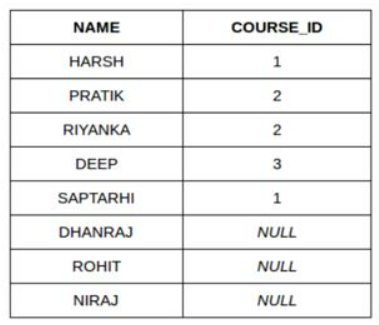 NAME COURSE_ID
HARSH 1
PRATIK 2
RIYANKA 2
DEEP 3
SAPTARHI 1
DHANRAJ NULL
ROHIT NULL
NIRAJ NULL